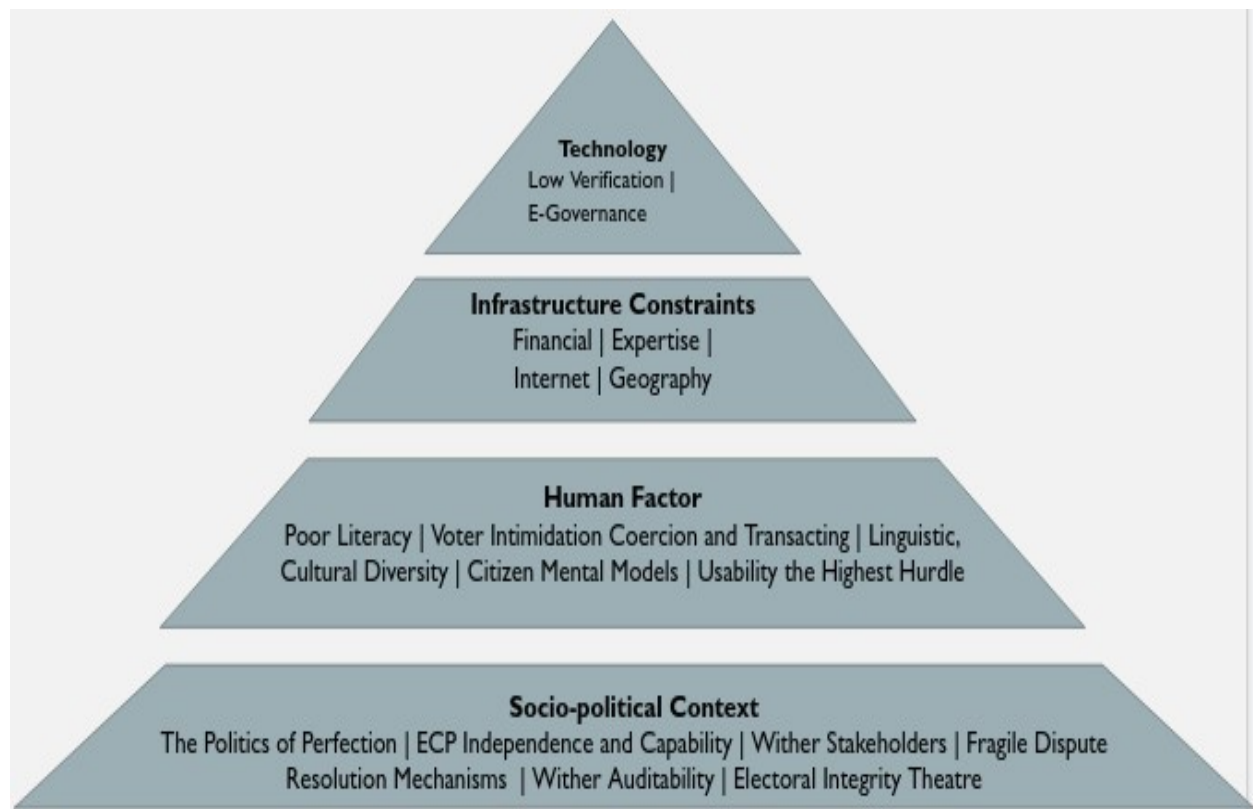 Technology
Low Verification |
E-Governance
Infrastructure Constraints
Financial | Expertise |
Internet | Geography
Human Factor
Poor Literacy | Voter Intimidation Coercion and Transacting | Linguistic,
Cultural Diversity | Citizen Mental Models | Usability the Highest Hurdle
Socio-political Context
The Politics of Perfection | ECP Independence and Capability | Wither Stakeholders | Fragile Dispute
Resolution Mechanisms | Wither Auditability | Electoral Integrity Theatre